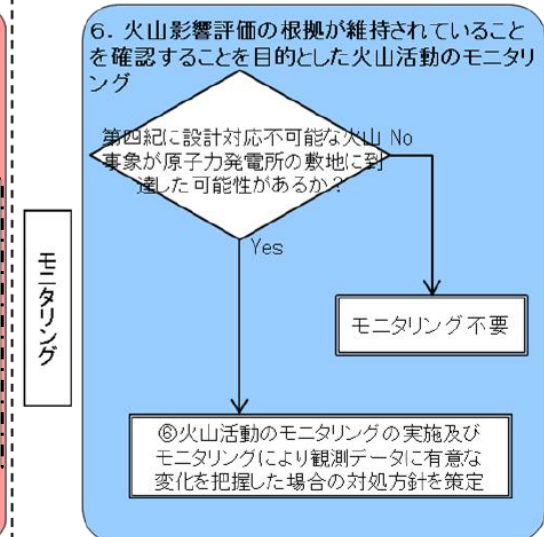 6. 火山影響評価の根拠が維持されていること
を確認することを目的とした火山活動のモニタリ
ング
第四紀に設計対応不可能な火山
事象が原子力発電所の敷地に到
達した可能性があるか?
No
Yes
モニタリング
モニタリング不要
⑥火山活動のモニタリングの実施及び
モニタリングにより観測データに有意な
変化を把握した場合の対処方針を策定